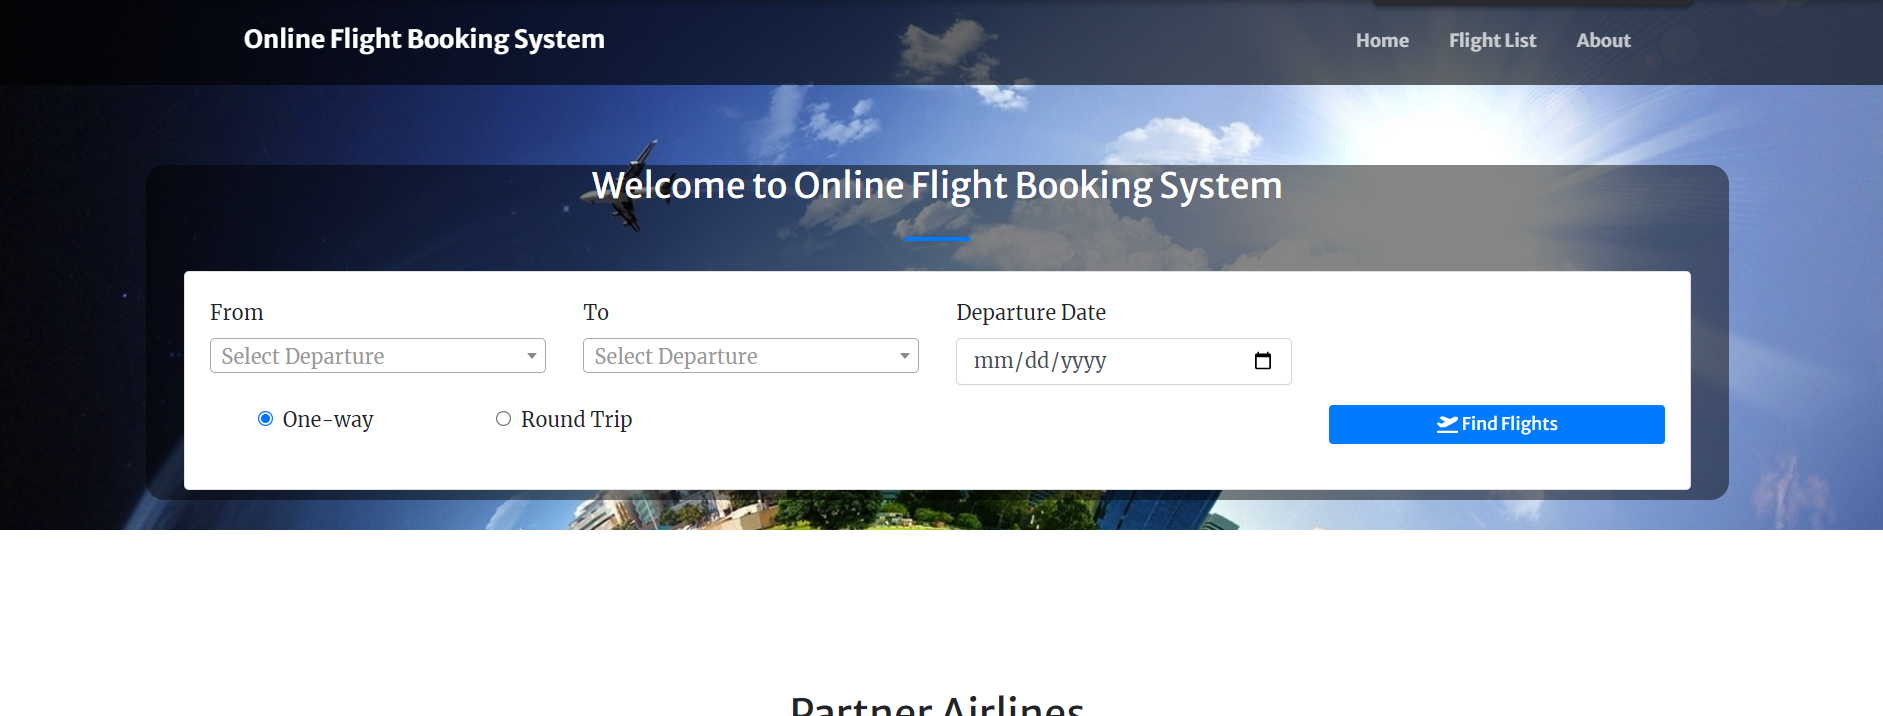 Online Flight Booking System
Home Flight List About
Welcome to Online Flight Booking System
From To Departure Date
Select Departure Select Departure mm/dd/yyyy
One-way Round Trip Find Flights
Partner Airlines